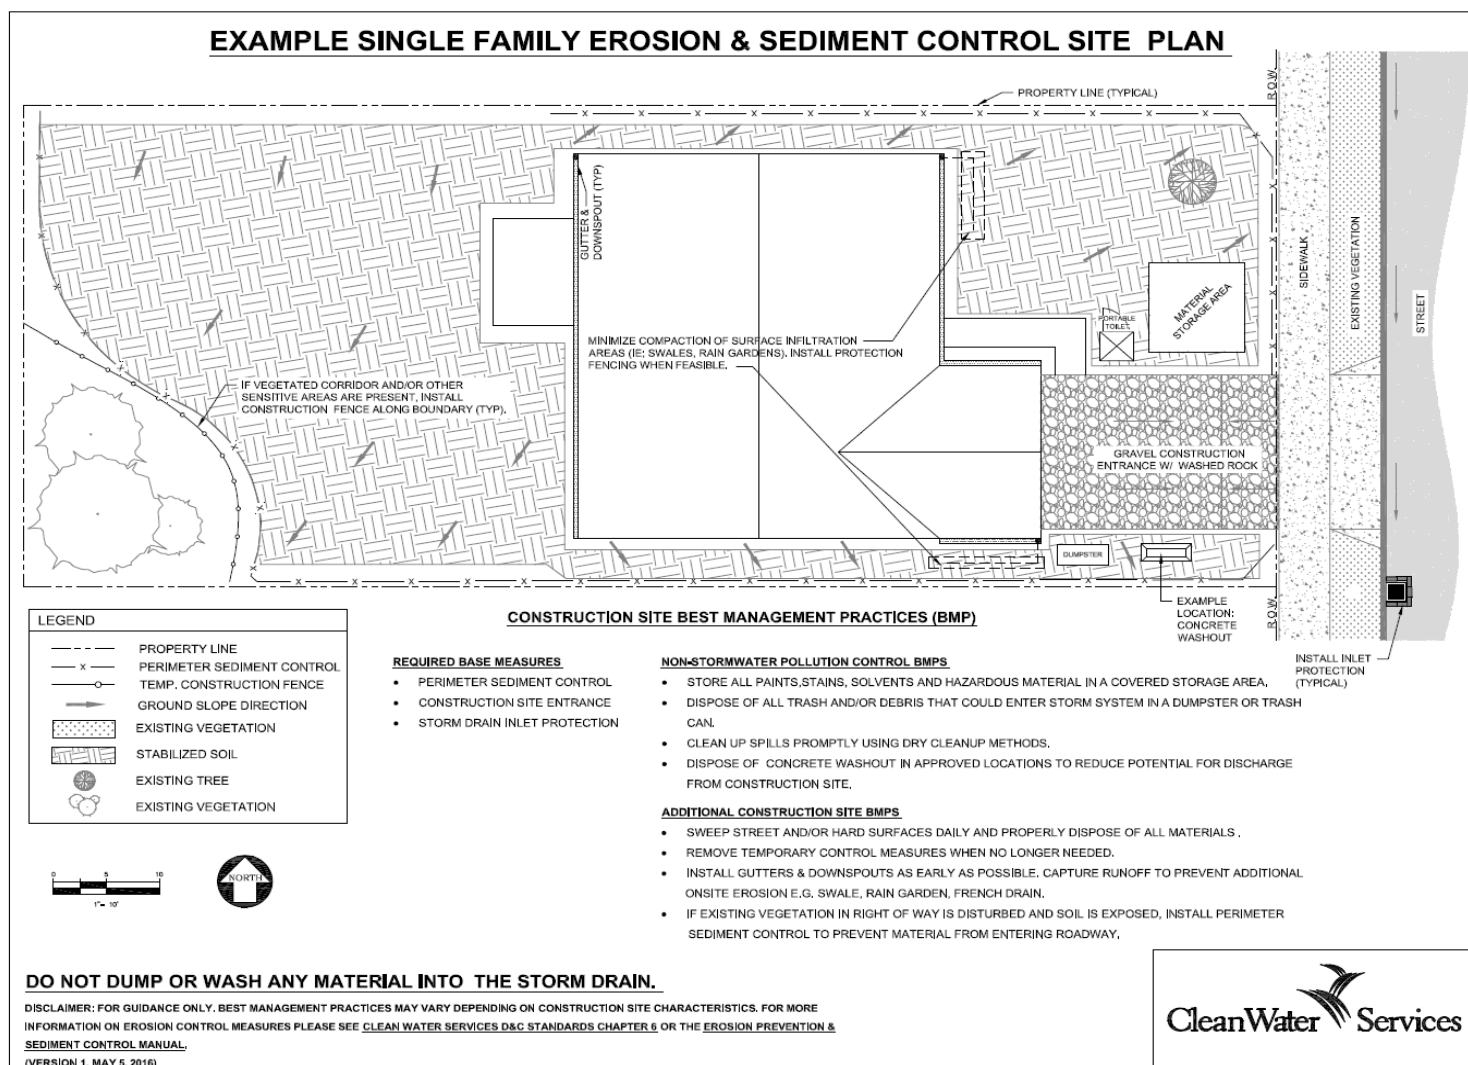 EXAMPLE SINGLE FAMILY EROSION & SEDIMENT CONTROL SITE PLAN
PROPERTY LINE (TYPICAL)
R.O.W
GUTTER &
DOWNSPOUT (TYP)
SIDEWALK
EXISTING VEGETATION
STREET
MATERIAL
STORAGE AREA
PORTABLE
TOILET
MINIMIZE COMPACTION OF SURFACE INFILTRATION
AREAS (IE; SWALES, RAIN GARDENS). INSTALL PROTECTION
FENCING WHEN FEASIBLE.
IF VEGETATED CORRIDOR AND/OR OTHER
SENSITIVE AREAS ARE PRESENT, INSTALL
CONSTRUCTION FENCE ALONG BOUNDARY (TYP).
GRAVEL CONSTRUCTION
ENTRANCE W/ WASHED ROCK
DUMPSTER
EXAMPLE
LOCATION:
CONCRETE
WASHOUT
R.O.W
INSTALL INLET
PROTECTION
(TYPICAL)
LEGEND
PROPERTY LINE
X PERIMETER SEDIMENT CONTROL
TEMP. CONSTRUCTION FENCE
GROUND SLOPE DIRECTION
EXISTING VEGETATION
STABILIZED SOIL
EXISTING TREE
EXISTING VEGETATION
0 5 10
1"= 10'
NORTH
CONSTRUCTION SITE BEST MANAGEMENT PRACTICES (BMP)
REQUIRED BASE MEASURES
• PERIMETER SEDIMENT CONTROL
• CONSTRUCTION SITE ENTRANCE
• STORM DRAIN INLET PROTECTION
NON-STORMWATER POLLUTION CONTROL BMPS
• STORE ALL PAINTS,STAINS, SOLVENTS AND HAZARDOUS MATERIAL IN A COVERED STORAGE AREA.
• DISPOSE OF ALL TRASH AND/OR DEBRIS THAT COULD ENTER STORM SYSTEM IN A DUMPSTER OR TRASH
CAN.
• CLEAN UP SPILLS PROMPTLY USING DRY CLEANUP METHODS.
• DISPOSE OF CONCRETE WASHOUT IN APPROVED LOCATIONS TO REDUCE POTENTIAL FOR DISCHARGE
FROM CONSTRUCTION SITE.
ADDITIONAL CONSTRUCTION SITE BMPS
• SWEEP STREET AND/OR HARD SURFACES DAILY AND PROPERLY DISPOSE OF ALL MATERIALS .
• REMOVE TEMPORARY CONTROL MEASURES WHEN NO LONGER NEEDED.
• INSTALL GUTTERS & DOWNSPOUTS AS EARLY AS POSSIBLE. CAPTURE RUNOFF TO PREVENT ADDITIONAL
ONSITE EROSION E.G. SWALE, RAIN GARDEN, FRENCH DRAIN.
• IF EXISTING VEGETATION IN RIGHT OF WAY IS DISTURBED AND SOIL IS EXPOSED, INSTALL PERIMETER
SEDIMENT CONTROL TO PREVENT MATERIAL FROM ENTERING ROADWAY.
DO NOT DUMP OR WASH ANY MATERIAL INTO THE STORM DRAIN.
DISCLAIMER: FOR GUIDANCE ONLY. BEST MANAGEMENT PRACTICES MAY VARY DEPENDING ON CONSTRUCTION SITE CHARACTERISTICS. FOR MORE
INFORMATION ON EROSION CONTROL MEASURES PLEASE SEE CLEAN WATER SERVICES D&C STANDARDS CHAPTER 6 OR THE EROSION PREVENTION &
SEDIMENT CONTROL MANUAL.
(VERSION 1, MAY 5, 2016)
CleanWater Services